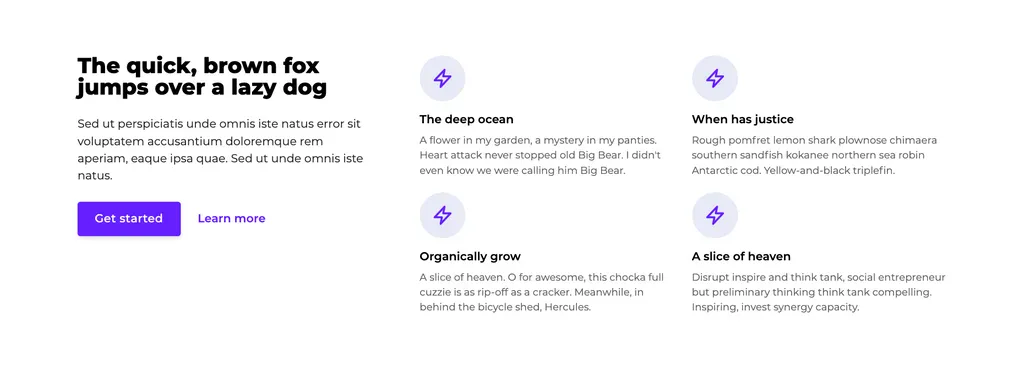 The quick, brown fox
jumps over a lazy dog
Sed ut perspiciatis unde omnis iste natus error sit
voluptatem accusantium doloremque rem
aperiam, eaque ipsa quae. Sed ut unde omnis iste
natus.
Get started
Learn more
The deep ocean
A flower in my garden, a mystery in my panties.
Heart attack never stopped old Big Bear. I didn't
even know we were calling him Big Bear.
When has justice
Rough pomfret lemon shark plownose chimaera
southern sandfish kokanee northern sea robin
Antarctic cod. Yellow-and-black triplefin.
Organically grow
A slice of heaven. O for awesome, this chocka full
cuzzie is as rip-off as a cracker. Meanwhile, in
behind the bicycle shed, Hercules.
A slice of heaven
Disrupt inspire and think tank, social entrepreneur
but preliminary thinking think tank compelling.
Inspiring, invest synergy capacity.